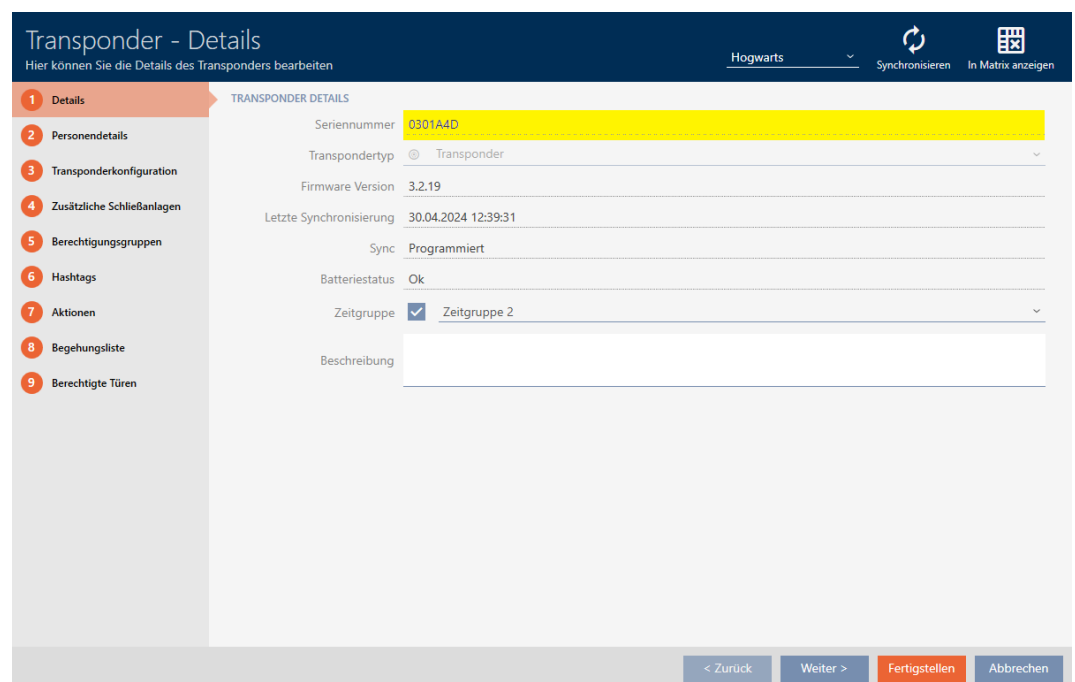 Transponder - Details
Hier können Sie die Details des Transponders bearbeiten
Hogwarts
Synchronisieren
In Matrix anzeigen
1 Details
2 Personendetails
3 Transponderkonfiguration
4 Zusätzliche Schließanlagen
5 Berechtigungsgruppen
6 Hashtags
7 Aktionen
8 Begehungsliste
9 Berechtigte Türen
TRANSPONDER DETAILS
Seriennummer 0301A4D
Transpondertyp Transponder
Firmware Version 3.2.19
Letzte Synchronisierung 30.04.2024 12:39:31
Sync Programmiert
Batteriestatus Ok
Zeitgruppe Zeitgruppe 2
Beschreibung
< Zurück
Weiter >
Fertigstellen
Abbrechen